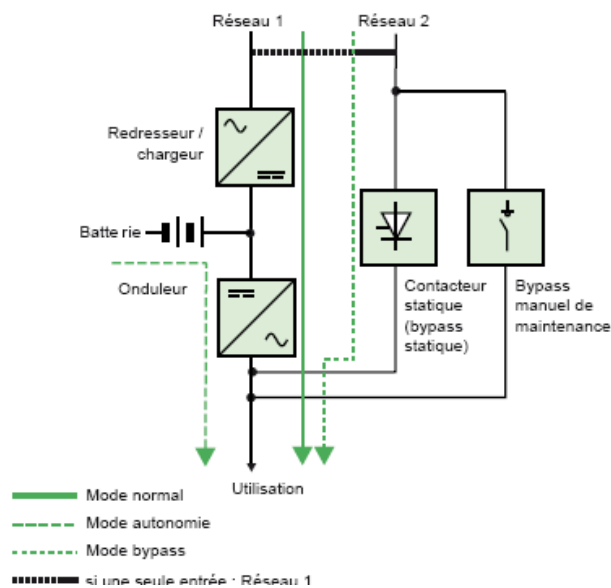 Réseau 1
Réseau 2
Redresseur /
chargeur
Batte rie
Onduleur
Contacteur
statique
(bypass
statique)
Bypass
manuel de
maintenance
Utilisation
Mode normal
Mode autonomie
Mode bypass
si une seule entrée : Réseau 1